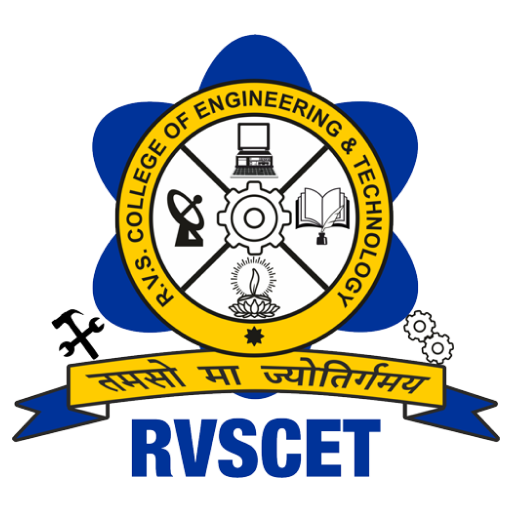 R.V.S. COLLEGE OF ENGINEERING & TECHNOLOGY
तमसो मा ज्योतिर्गमय
RVSCET